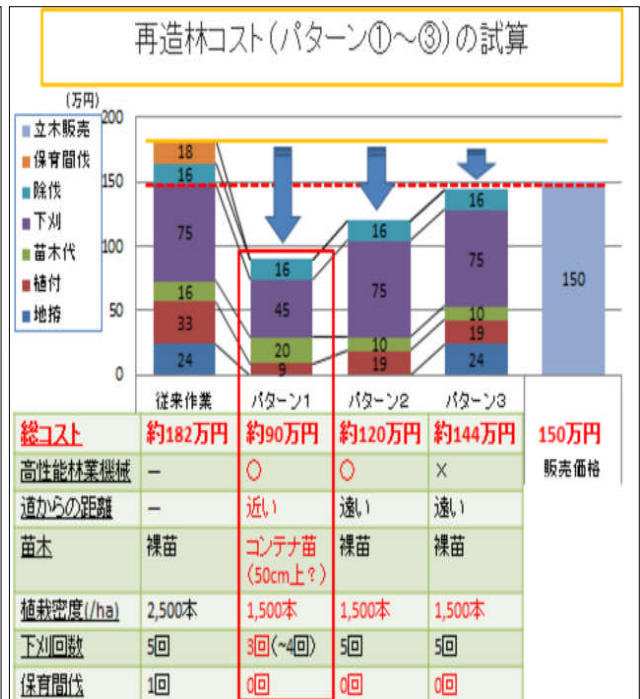 再造林コスト(パターン①～③)の試算
(万円)
200
150
100
50
0
立木販売
保育間伐
除伐
下刈
苗木代
植付
地拵
18
16
75
16
33
24
16
45
20
9
16
75
10
19
16
75
10
19
24
150
従来作業 パターン1 パターン2 パターン3
総コスト 約182万円 約90万円 約120万円 約144万円 150万円
高性能林業機械 － ○ ○ × 販売価格
道からの距離 － 近い 遠い 遠い
苗木 裸苗 コンテナ苗 裸苗 裸苗
(50cm上?)
植栽密度(/ha) 2,500本 1,500本 1,500本 1,500本
下刈回数 5回 3回(~4回) 5回 5回
保育間伐 1回 0回 0回 0回